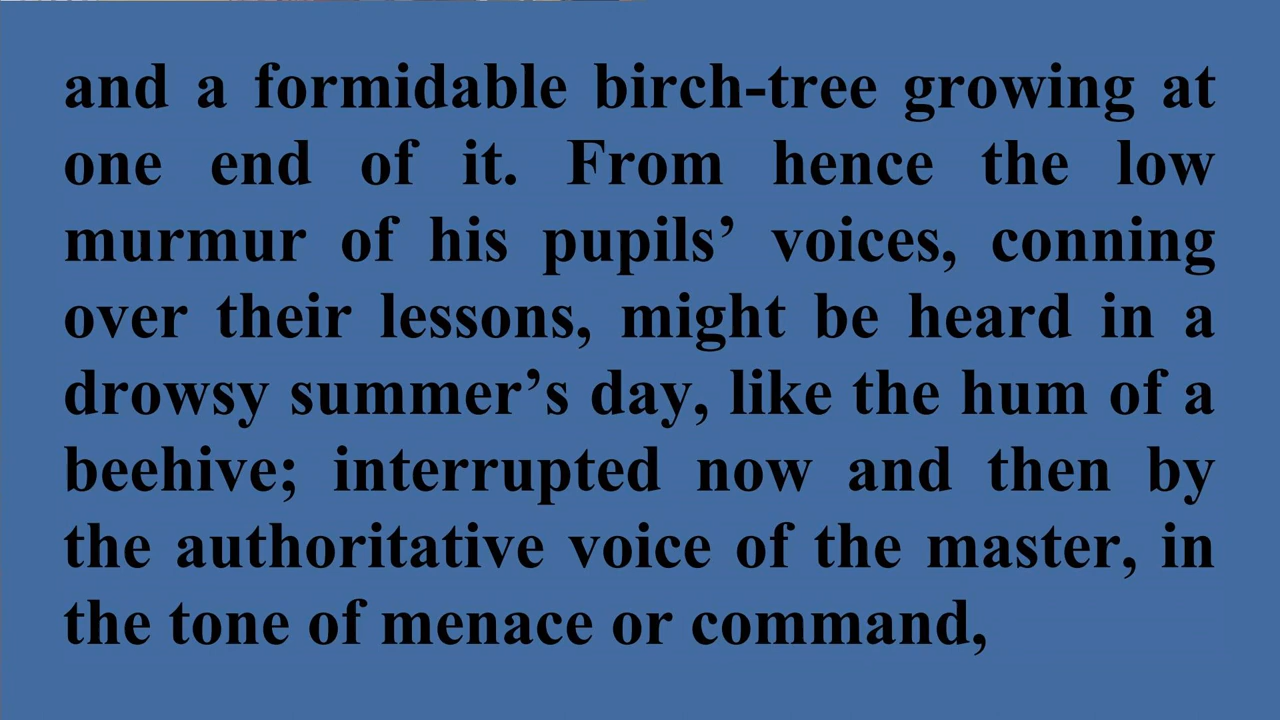 and a formidable birch-tree growing at
one end of it. From hence the low
murmur of his pupils’ voices, conning
over their lessons, might be heard in a
drowsy summer’s day, like the hum of a
beehive; interrupted now and then by
the authoritative voice of the master, in
the tone of menace or command,